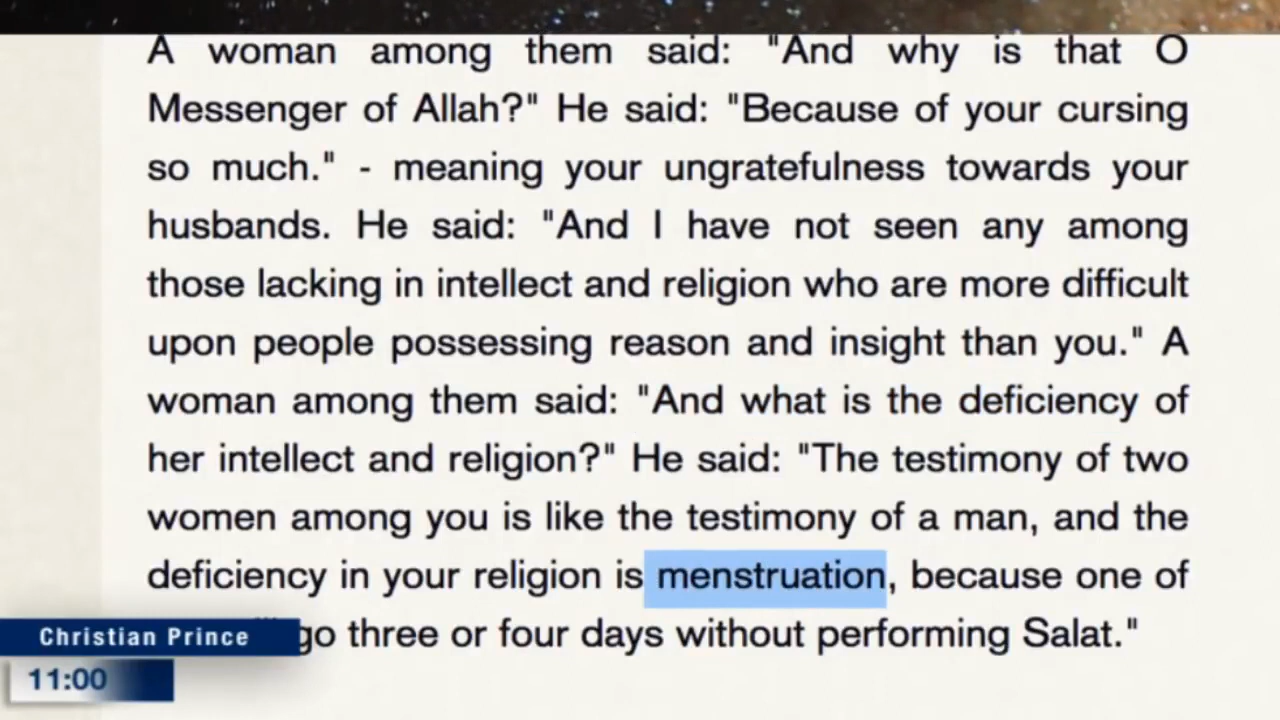 A woman among them said: "And why is that O
Messenger of Allah?" He said: "Because of your cursing
so much." - meaning your ungratefulness towards your
husbands. He said: "And I have not seen any among
those lacking in intellect and religion who are more difficult
upon people possessing reason and insight than you." A
woman among them said: "And what is the deficiency of
her intellect and religion?" He said: "The testimony of two
women among you is like the testimony of a man, and the
deficiency in your religion is menstruation, because one of
go three or four days without performing Salat."
Christian Prince
11:00